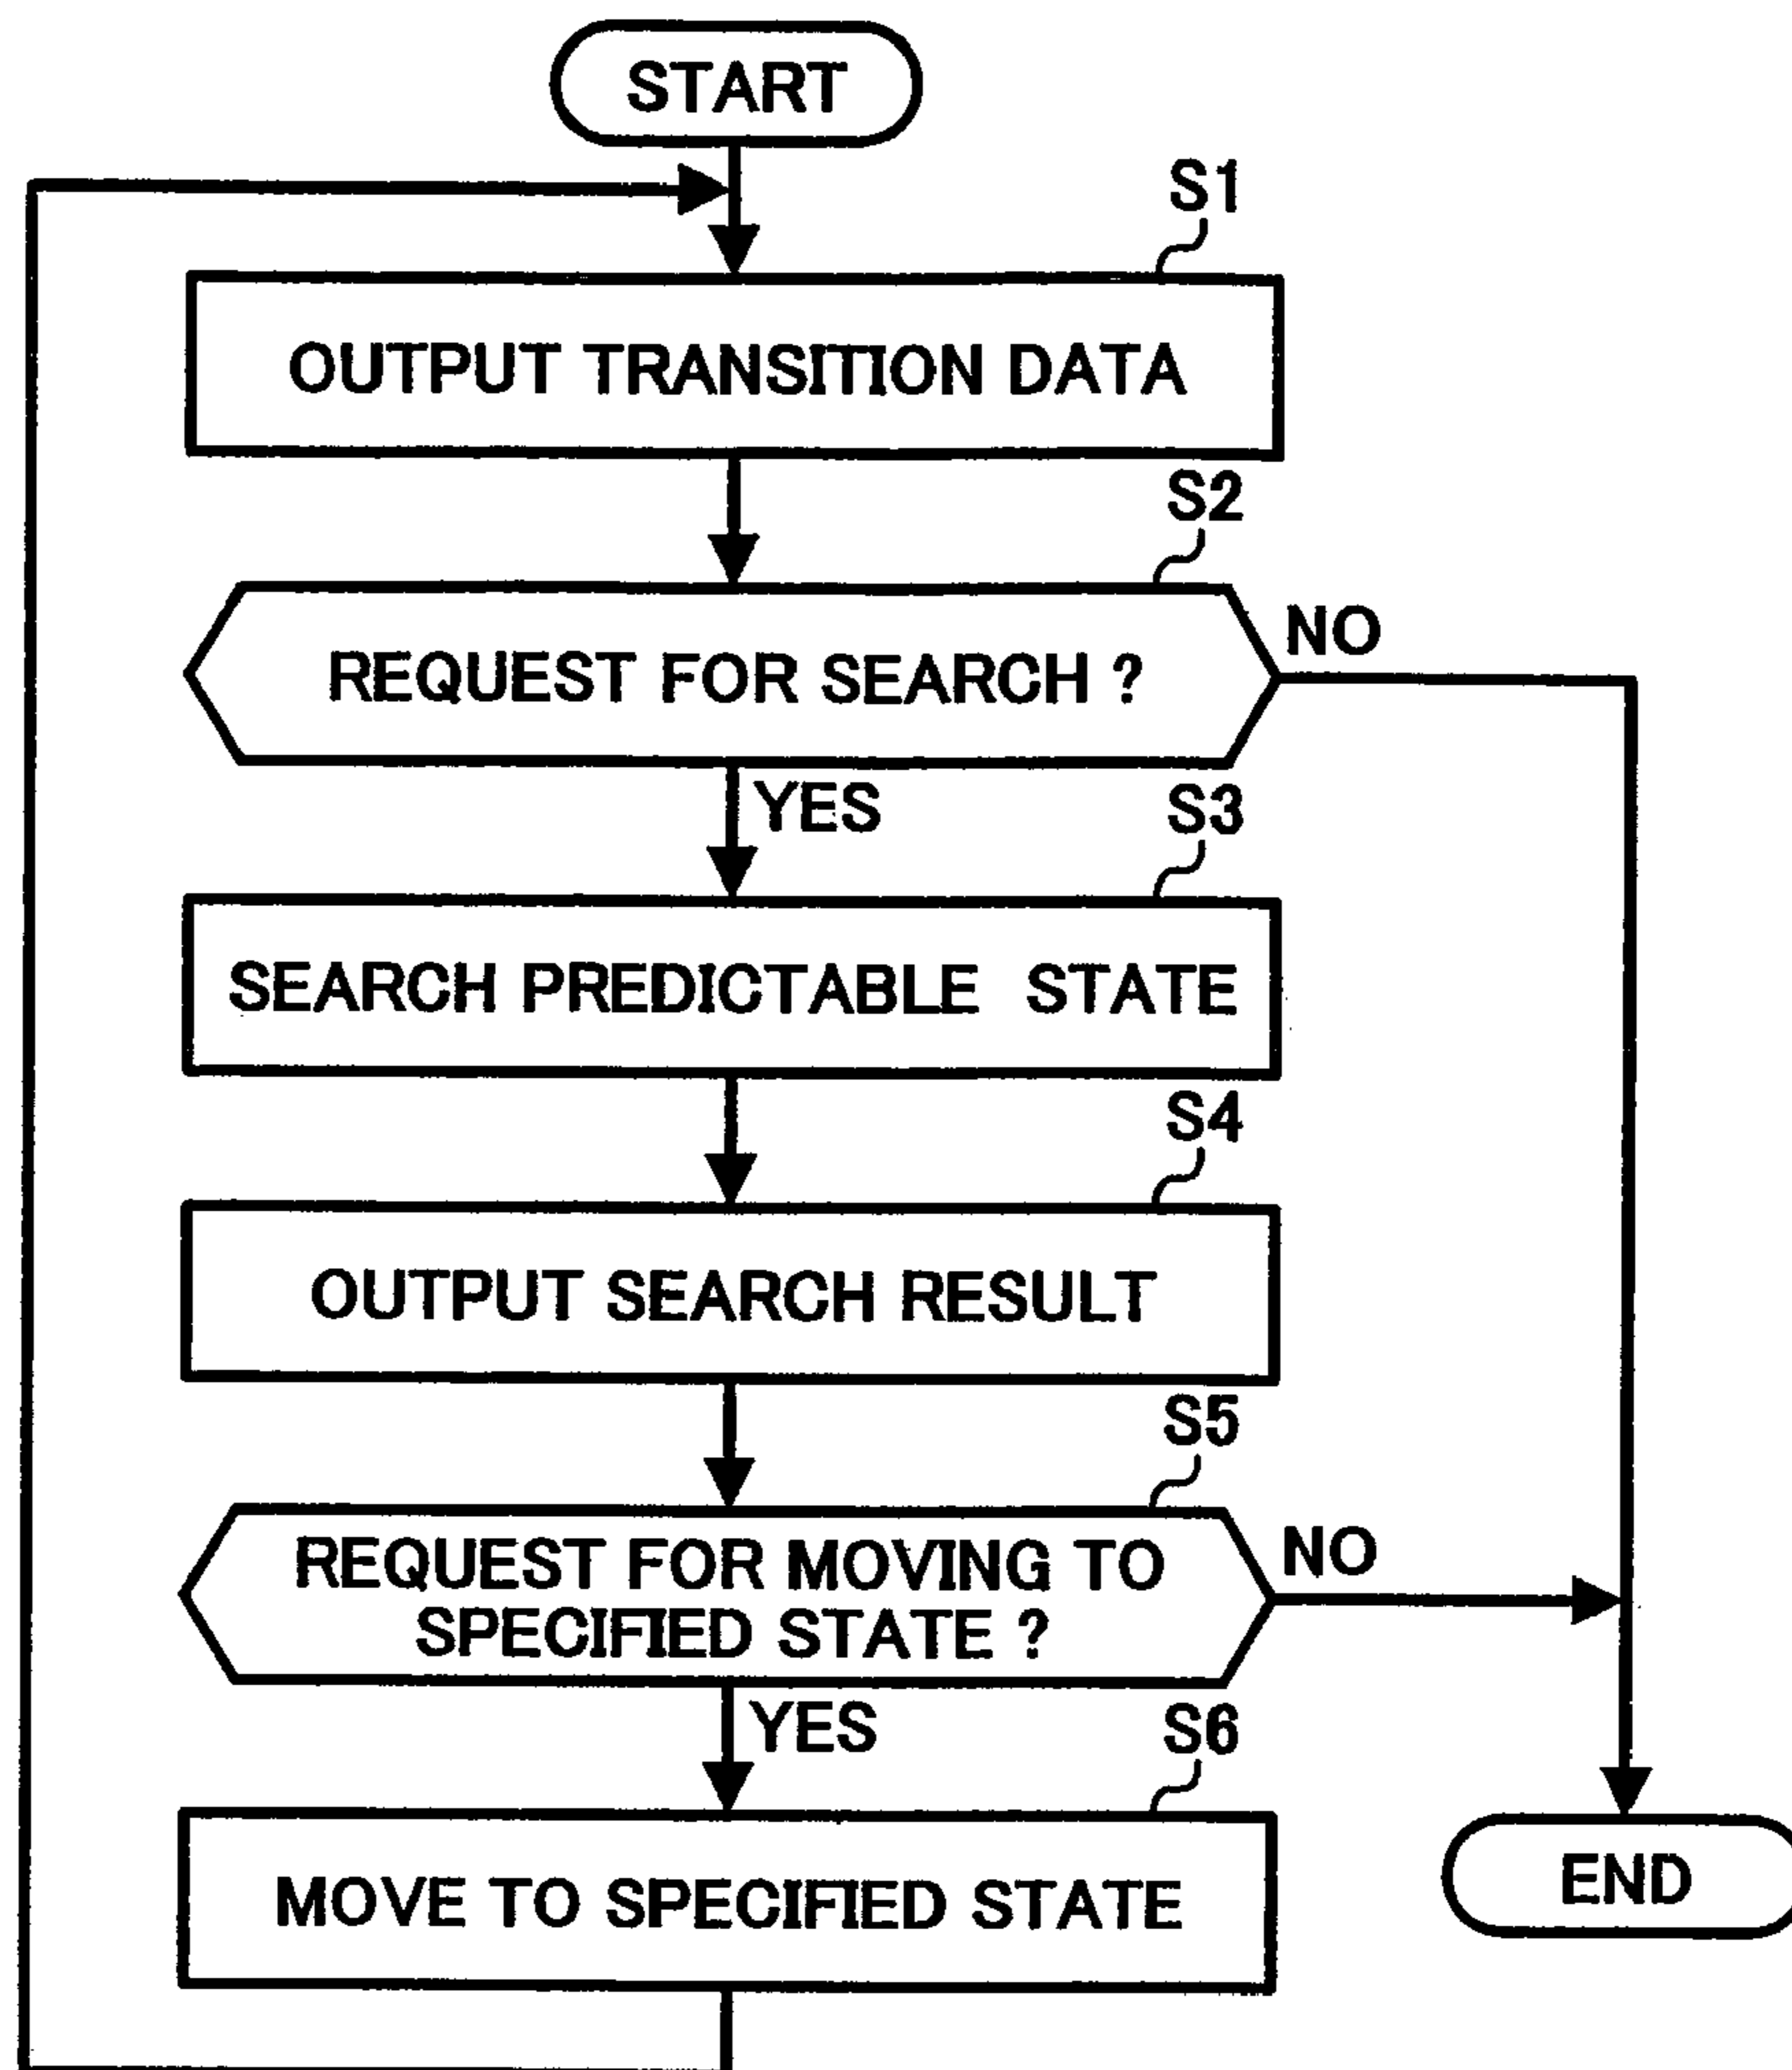 START
S1
OUTPUT TRANSITION DATA
S2
REQUEST FOR SEARCH ?
NO
YES
S3
SEARCH PREDICTABLE STATE
S4
OUTPUT SEARCH RESULT
S5
REQUEST FOR MOVING TO
SPECIFIED STATE ?
NO
YES
S6
MOVE TO SPECIFIED STATE
END